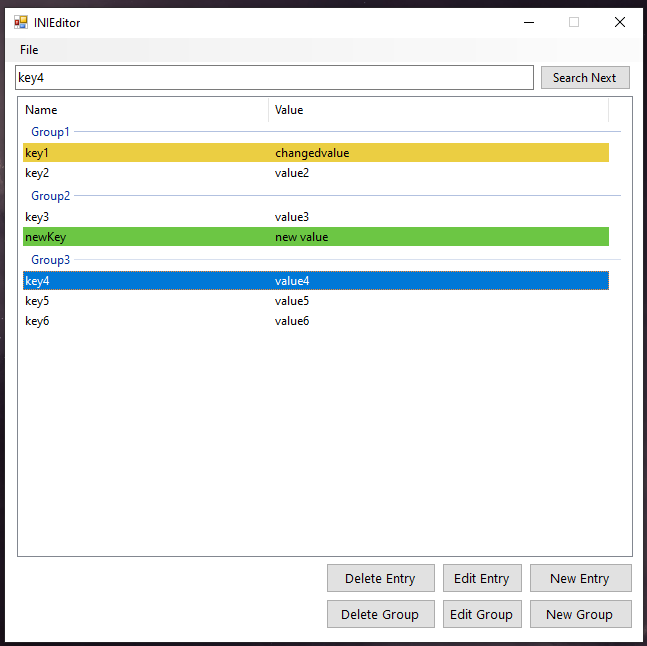 INIEditor
File
key4 Search Next
Name Value
Group1
key1 changedvalue
key2 value2
Group2
key3 value3
newKey new value
Group3
key4 value4
key5 value5
key6 value6
Delete Entry Edit Entry New Entry
Delete Group Edit Group New Group